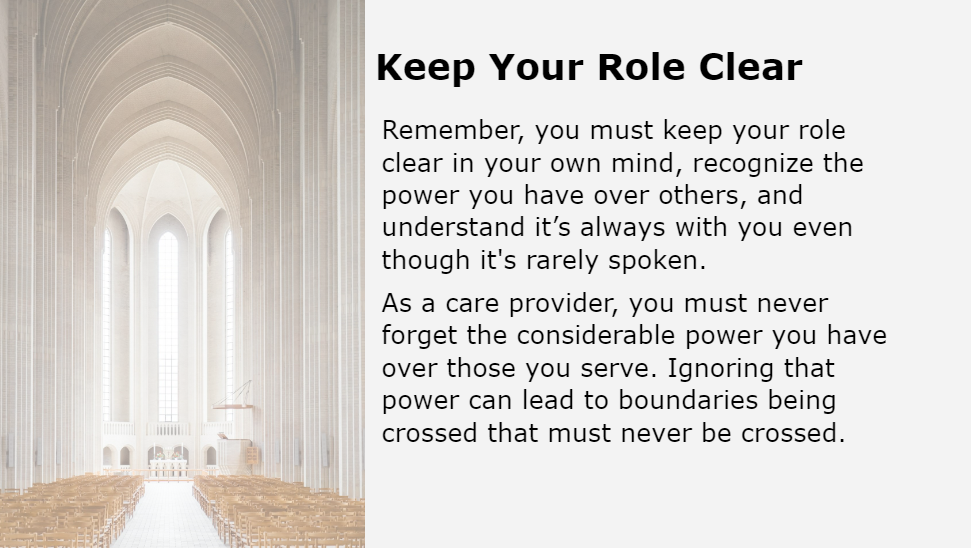 Keep Your Role Clear
Remember, you must keep your role
clear in your own mind, recognize the
power you have over others, and
understand it’s always with you even
though it's rarely spoken.
As a care provider, you must never
forget the considerable power you have
over those you serve. Ignoring that
power can lead to boundaries being
crossed that must never be crossed.